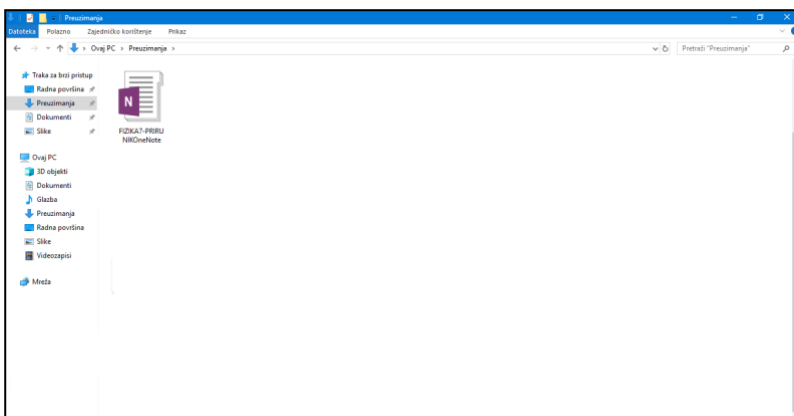 Preuzimanja
Datoteka Polazno Zajedničko korištenje Prikaz
Ovaj PC Preuzimanja
Pretraži "Preuzimanja"
Traka za brzi pristup
Radna površina
Preuzimanja
Dokumenti
Slike
Ovaj PC
3D objekti
Dokumenti
Glazba
Preuzimanja
Radna površina
Slike
Videozapisi
Mreža
N
FIZIKA7-PRIRU
NIKOneNote